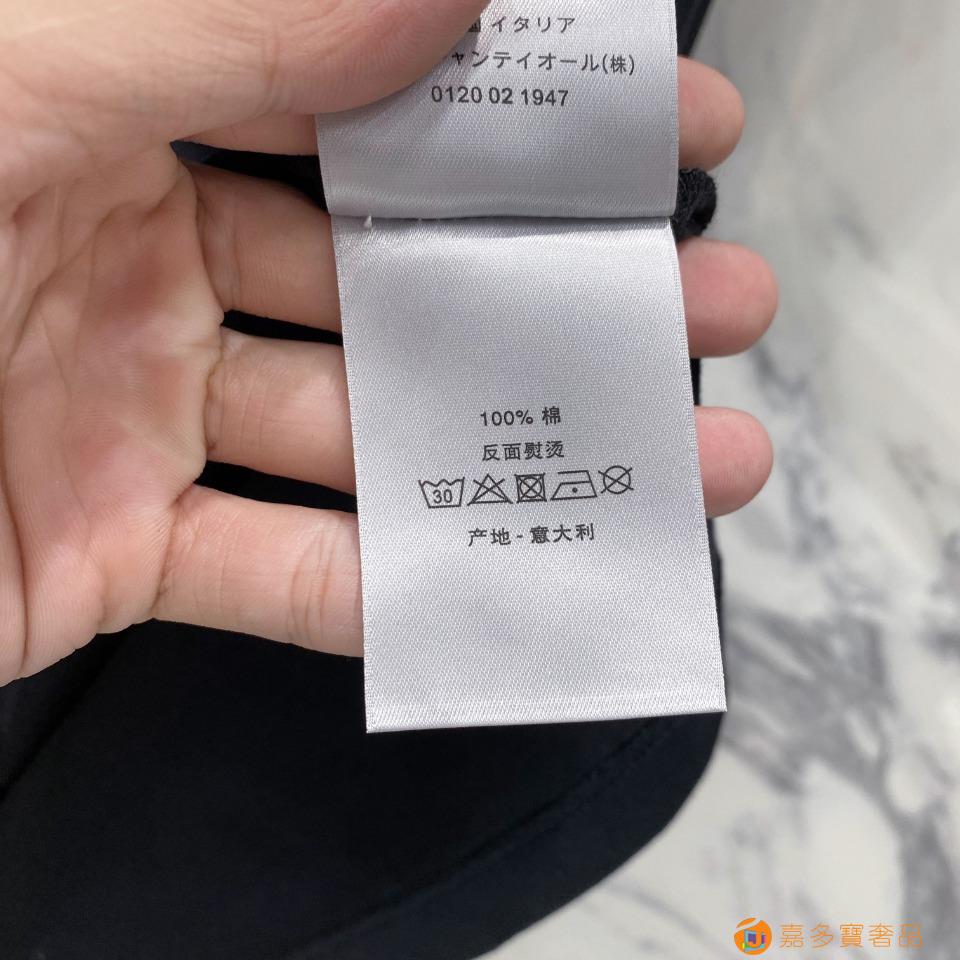 イタリア
ャンテイオール(株)
0120 02 1947
100% 棉
反面熨烫
30
产地 - 意大利
嘉多寶奢品